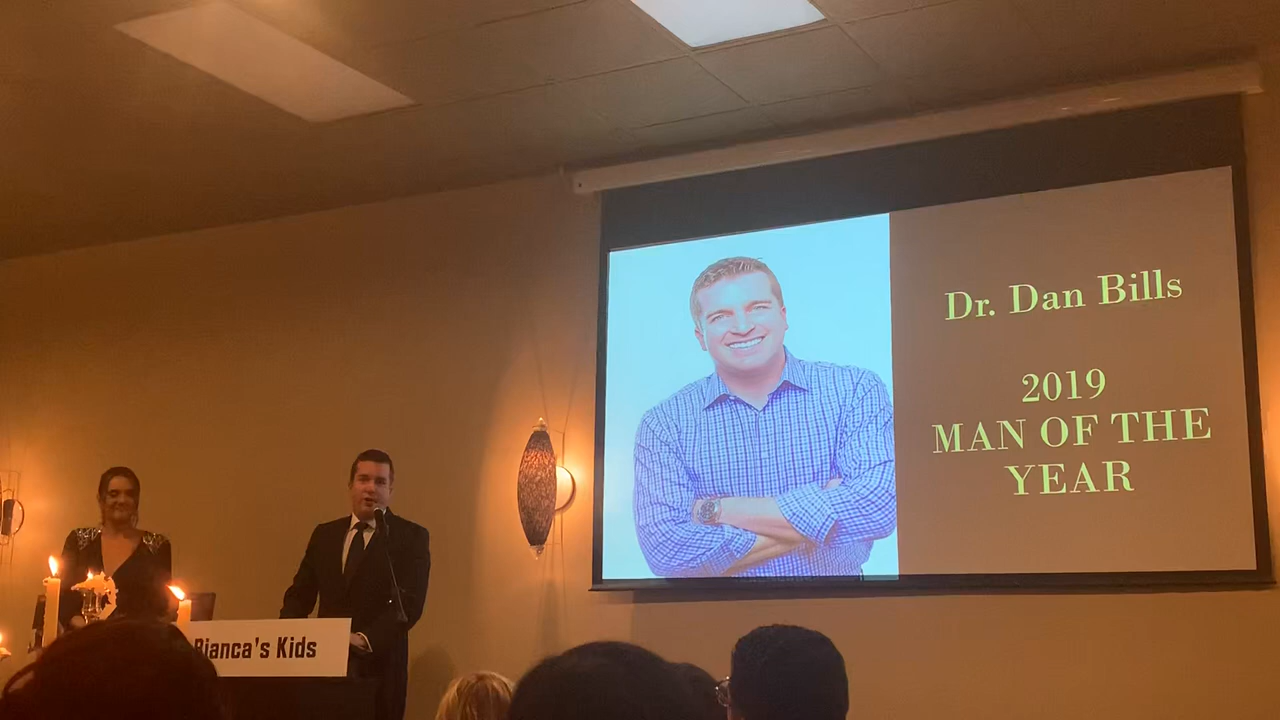 Dr. Dan Bills
2019
MAN OF THE
YEAR
Bianca's Kids